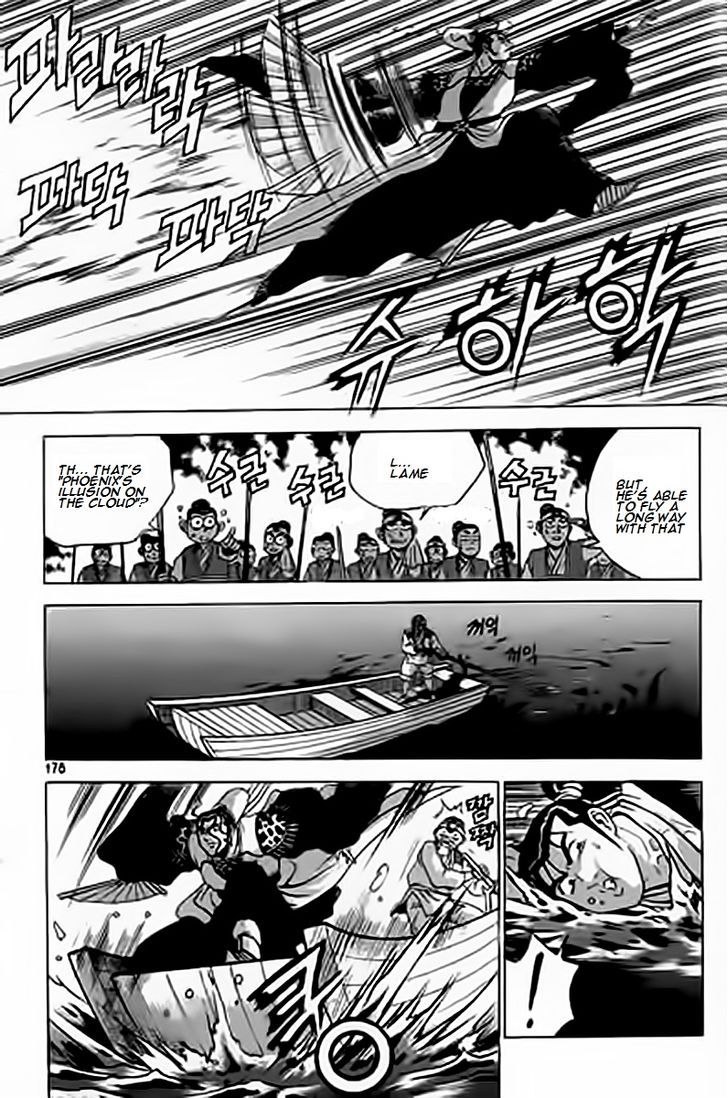 파라라락
파닥
파닥
슈하학
TH... THAT'S
"PHOENIX'S
ILLUSION ON
THE CLOUD"?
수군
수군
L...
LAME
수군
BUT,
HE'S ABLE
TO FLY A
LONG WAY
WITH THAT
끼익
끼익
178
깜짝
쿵
!